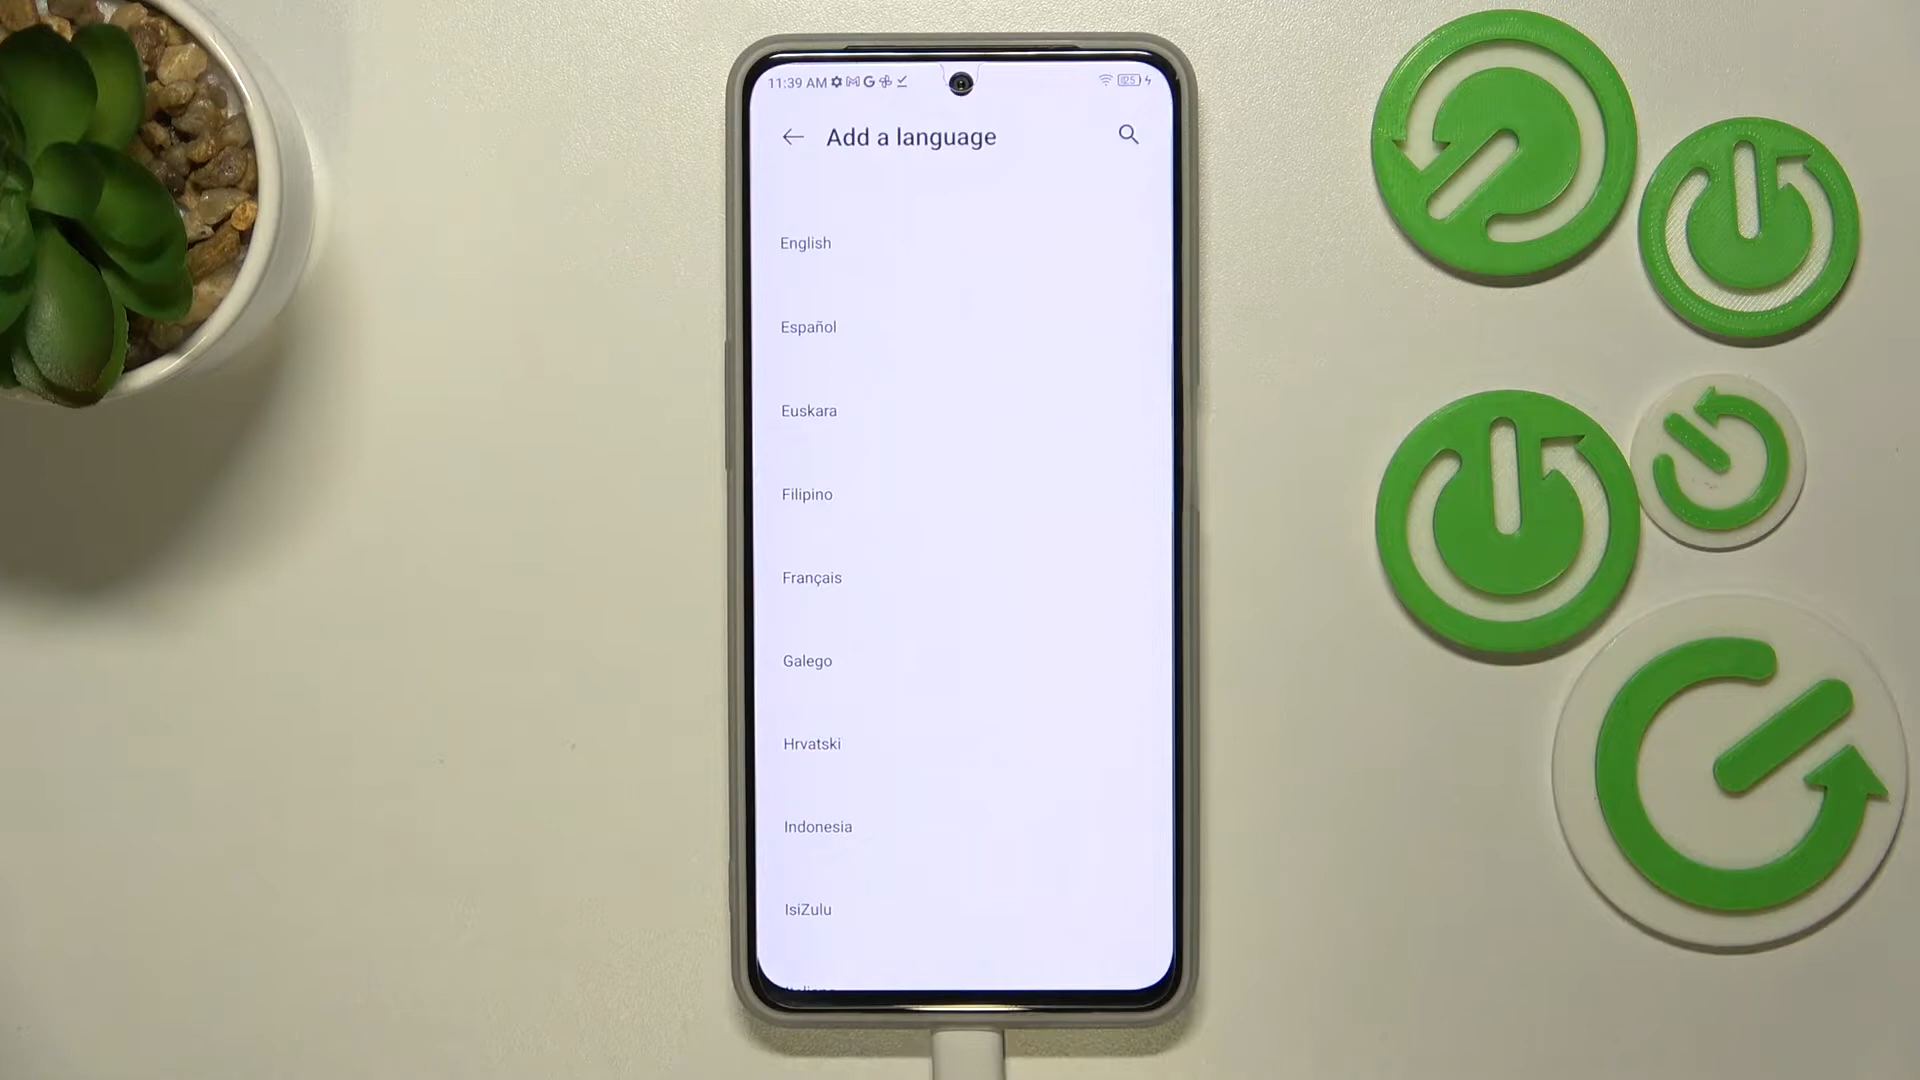 11:39 AM
Add a language
English
Español
Euskara
Filipino
Français
Galego
Hrvatski
Indonesia
IsiZulu